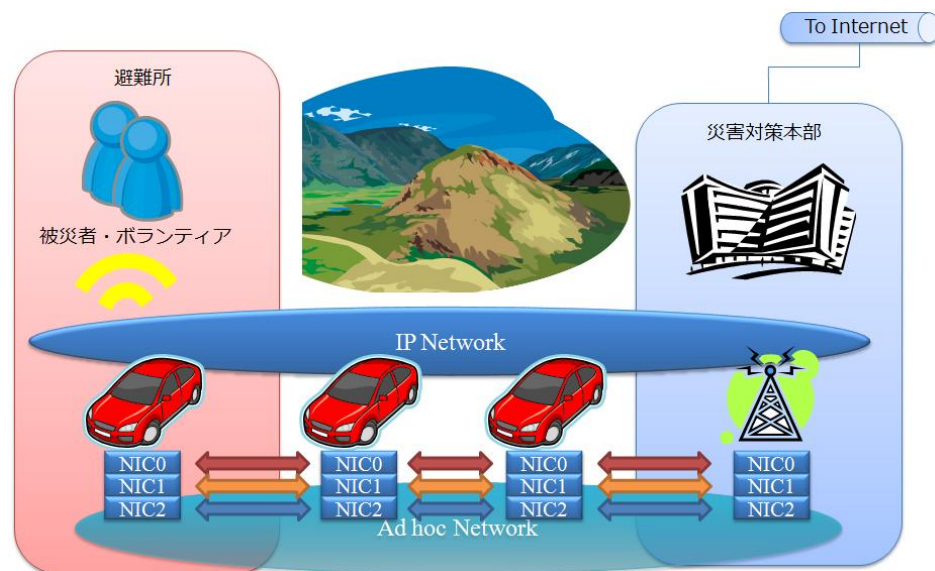 To Internet
避難所
災害対策本部
被災者・ボランティア
IP Network
NIC0 NIC0 NIC0 NIC0
NIC1 NIC1 NIC1 NIC1
NIC2 NIC2 NIC2 NIC2
Ad hoc Network